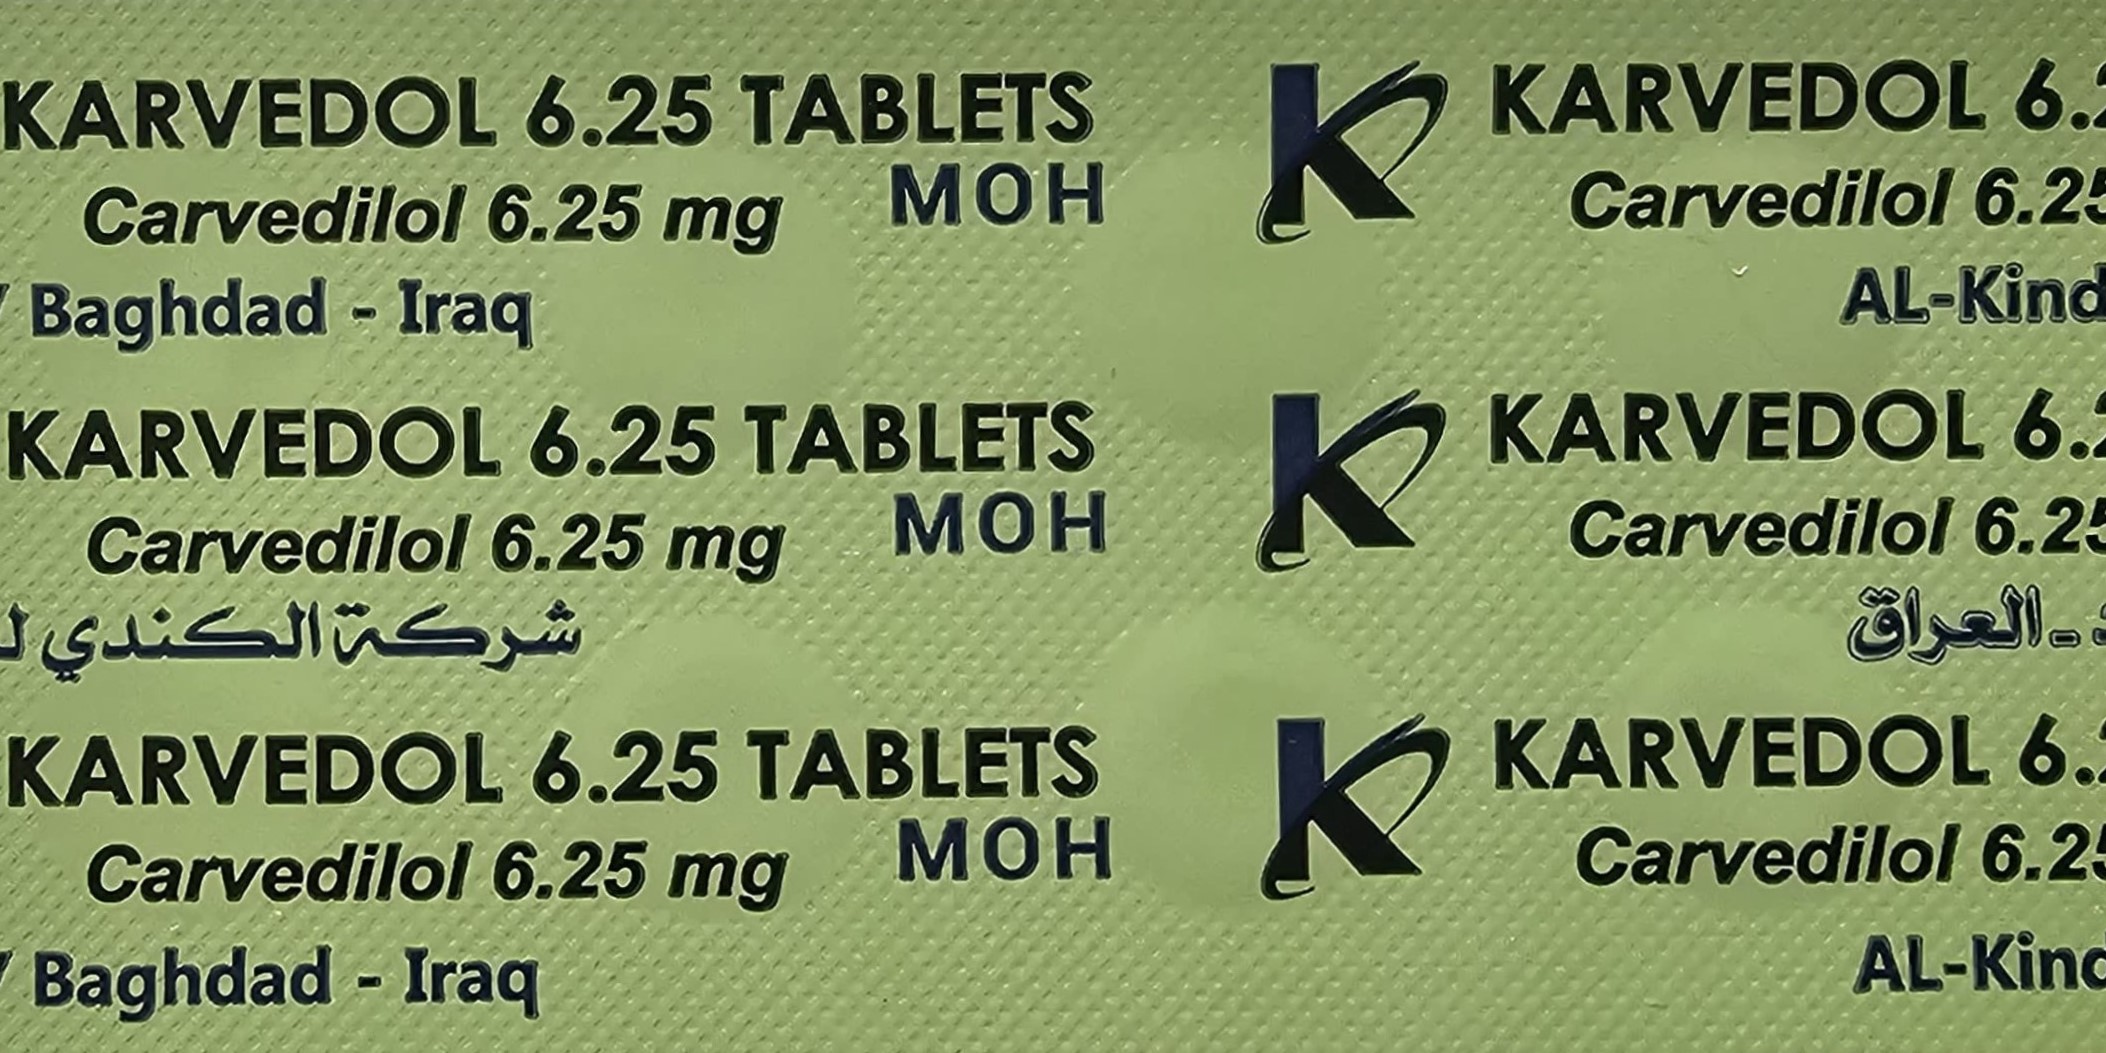 KARVEDOL 6.25 TABLETS
Carvedilol 6.25 mg MOH
Baghdad - Iraq
K KARVEDOL 6.2
Carvedilol 6.25
AL-Kind
KARVEDOL 6.25 TABLETS
Carvedilol 6.25 mg MOH
شركة الكندي ل
K KARVEDOL 6.2
Carvedilol 6.25
- العراق
KARVEDOL 6.25 TABLETS
Carvedilol 6.25 mg MOH
Baghdad - Iraq
K KARVEDOL 6.2
Carvedilol 6.25
AL-Kind